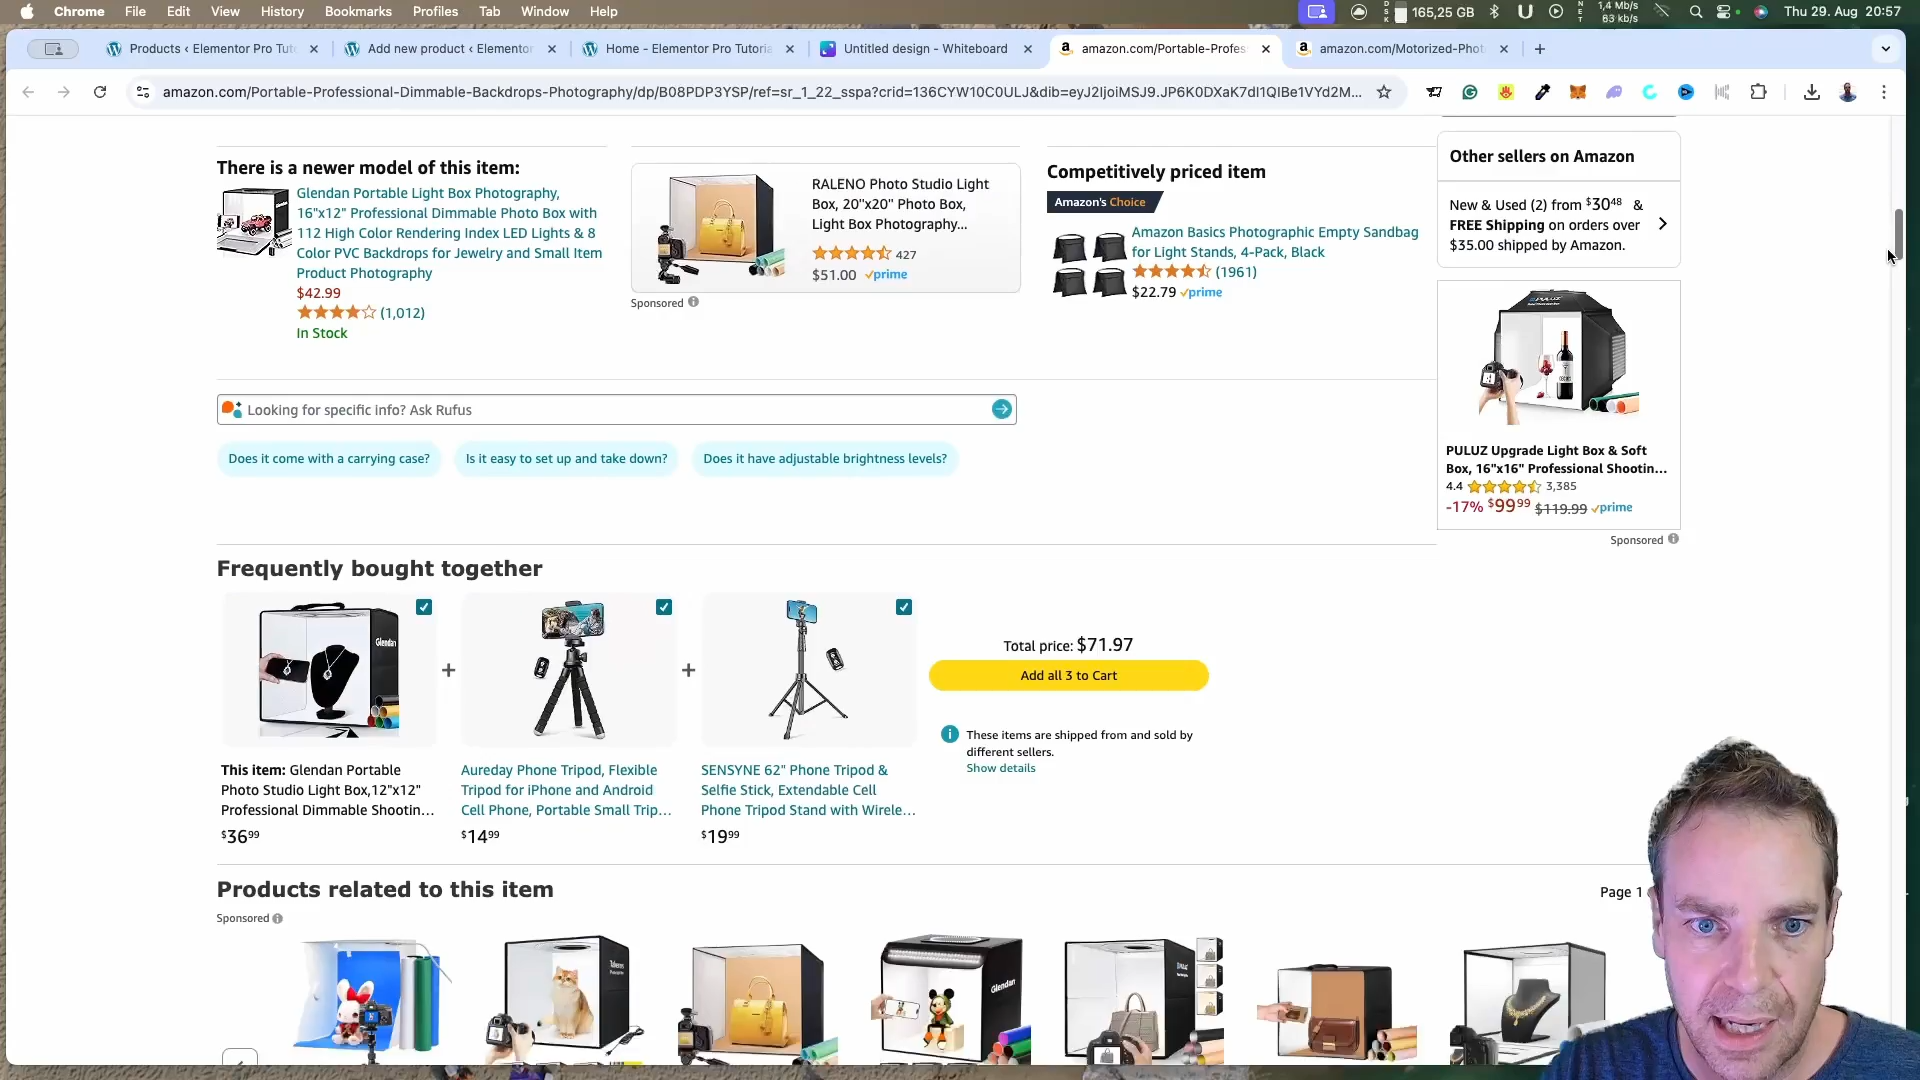 Chrome File Edit View History Bookmarks Profiles Tab Window Help
165,25 GB 1,4 Mb/s 83 kb/s Thu 29. Aug 20:57
Products ‹ Elementor Pro Tuto
Add new product ‹ Elementor
Home - Elementor Pro Tutoria
Untitled design - Whiteboard
amazon.com/Portable-Profes
amazon.com/Motorized-Phot
amazon.com/Portable-Professional-Dimmable-Backdrops-Photography/dp/B08PDP3YSP/ref=sr_1_22_sspa?crid=136CYW10C0ULJ&dib=eyJ2IjoiMSJ9.JP6K0DXaK7dI1QIBe1VYd2M...
There is a newer model of this item:
Glendan Portable Light Box Photography,
16"x12" Professional Dimmable Photo Box with
112 High Color Rendering Index LED Lights & 8
Color PVC Backdrops for Jewelry and Small Item
Product Photography
$42.99
(1,012)
In Stock
RALENO Photo Studio Light
Box, 20"x20" Photo Box,
Light Box Photography...
427
$51.00 prime
Sponsored
Competitively priced item
Amazon's Choice
Amazon Basics Photographic Empty Sandbag
for Light Stands, 4-Pack, Black
(1961)
$22.79 prime
Other sellers on Amazon
New & Used (2) from $30⁴⁸ &
FREE Shipping on orders over
$35.00 shipped by Amazon.
PULUZ Upgrade Light Box & Soft
Box, 16"x16" Professional Shootin...
4.4 3,385
-17% $99⁹⁹ $119.99 prime
Sponsored
Looking for specific info? Ask Rufus
Does it come with a carrying case?
Is it easy to set up and take down?
Does it have adjustable brightness levels?
Frequently bought together
Glendan
+
+
This item: Glendan Portable
Photo Studio Light Box,12"x12"
Professional Dimmable Shootin...
$36⁹⁹
Aureday Phone Tripod, Flexible
Tripod for iPhone and Android
Cell Phone, Portable Small Trip...
$14⁹⁹
SENSYNE 62" Phone Tripod &
Selfie Stick, Extendable Cell
Phone Tripod Stand with Wirele...
$19⁹⁹
Total price: $71.97
Add all 3 to Cart
These items are shipped from and sold by
different sellers.
Show details
Products related to this item
Page 1
Sponsored
Glendan